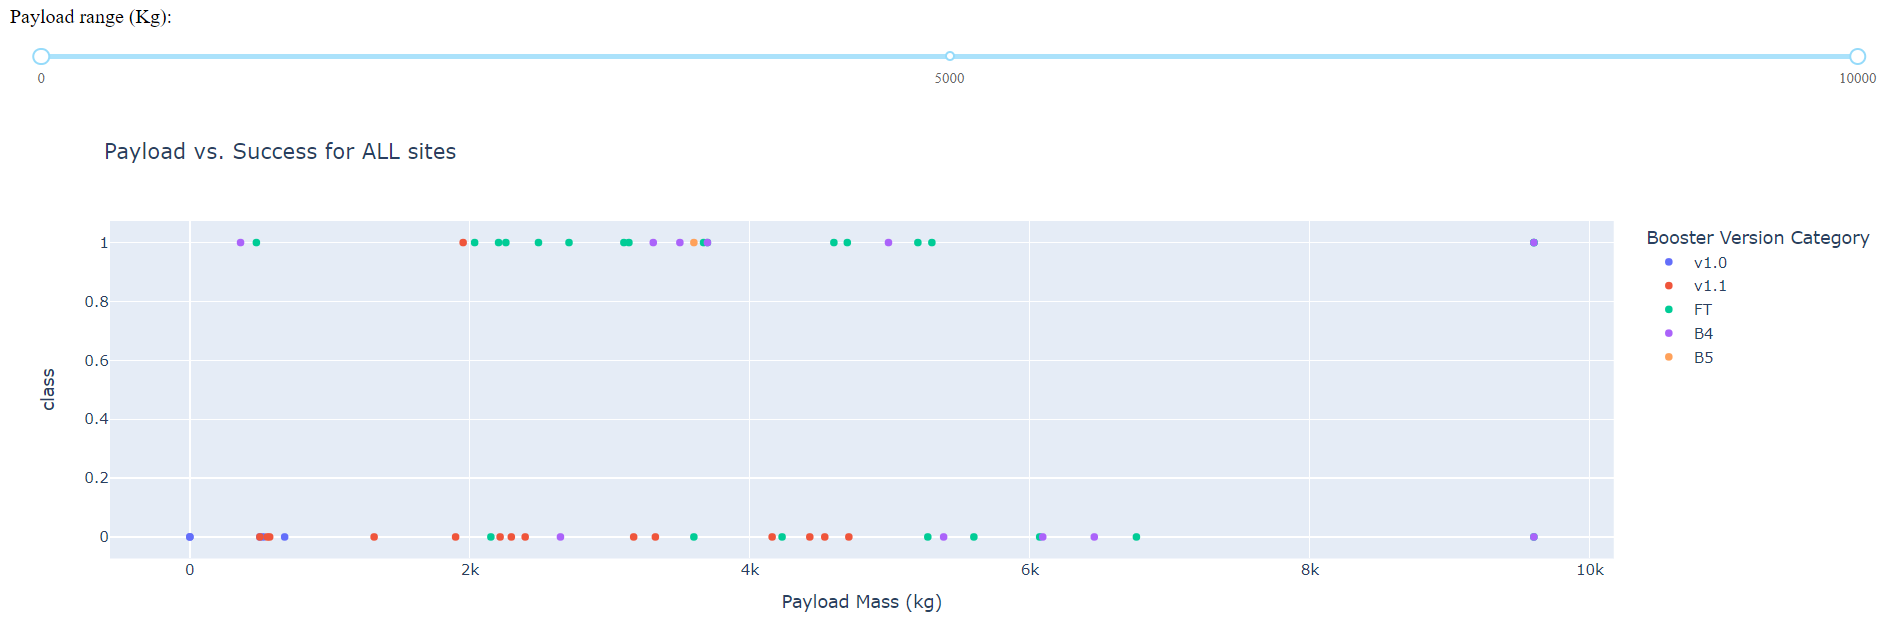 Payload range (Kg):
0 5000 10000
Payload vs. Success for ALL sites
1
0.8
0.6
0.4
0.2
0
class
0 2k 4k 6k 8k 10k
Payload Mass (kg)
Booster Version Category
v1.0
v1.1
FT
B4
B5